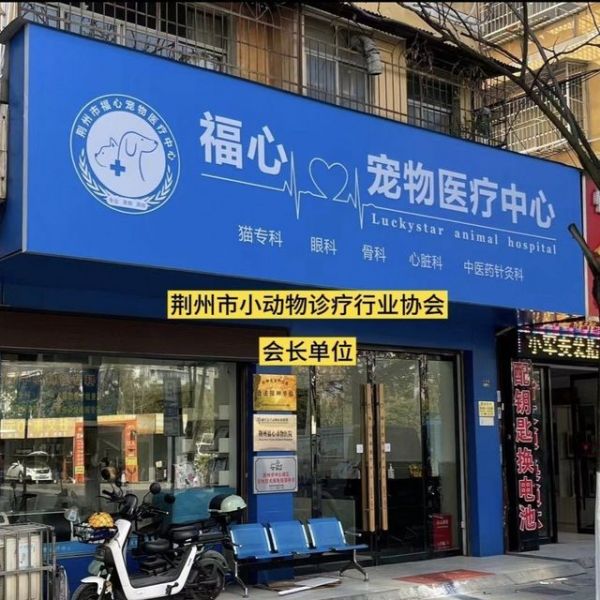 荆州市福心宠物医疗中心
福心 宠物医疗中心
Luckystar animal hospital
猫专科 眼科 骨科 心脏科 中医药针灸科
荆州市小动物诊疗行业协会
会长单位
配钥匙换电池